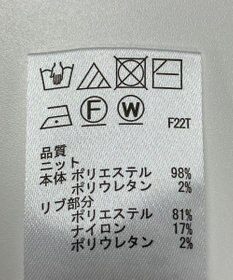 F
W
F22T
品質
ニット
本体 ポリエステル 98%
ポリウレタン 2%
リブ部分
ポリエステル 81%
ナイロン 17%
ポリウレタン 2%